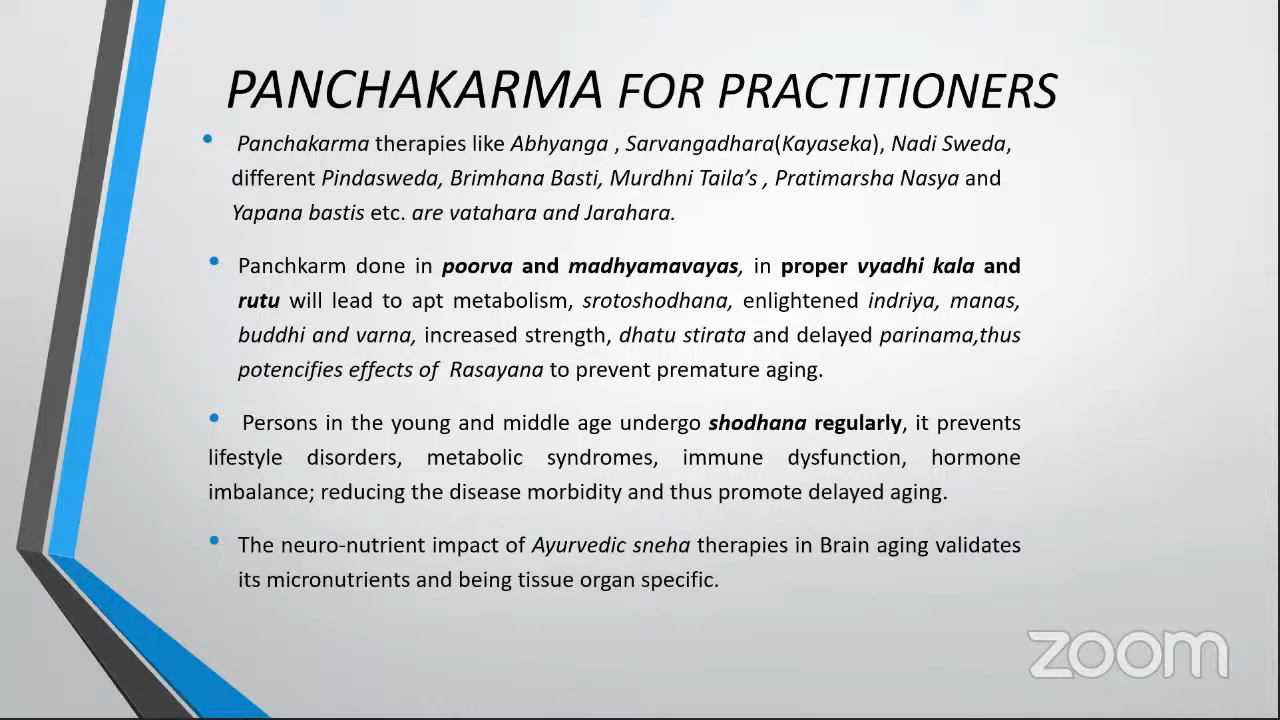 PANCHAKARMA FOR PRACTITIONERS
• Panchakarma therapies like Abhyanga , Sarvangadhara(Kayaseka), Nadi Sweda,
different Pindasweda, Brimhana Basti, Murdhni Taila's , Pratimarsha Nasya and
Yapana bastis etc. are vatahara and Jarahara.
• Panchkarm done in poorva and madhyamavayas, in proper vyadhi kala and
rutu will lead to apt metabolism, srotoshodhana, enlightened indriya, manas,
buddhi and varna, increased strength, dhatu stirata and delayed parinama,thus
potencifies effects of Rasayana to prevent premature aging.
• Persons in the young and middle age undergo shodhana regularly, it prevents
lifestyle disorders, metabolic syndromes, immune dysfunction, hormone
imbalance; reducing the disease morbidity and thus promote delayed aging.
• The neuro-nutrient impact of Ayurvedic sneha therapies in Brain aging validates
its micronutrients and being tissue organ specific.
zoom